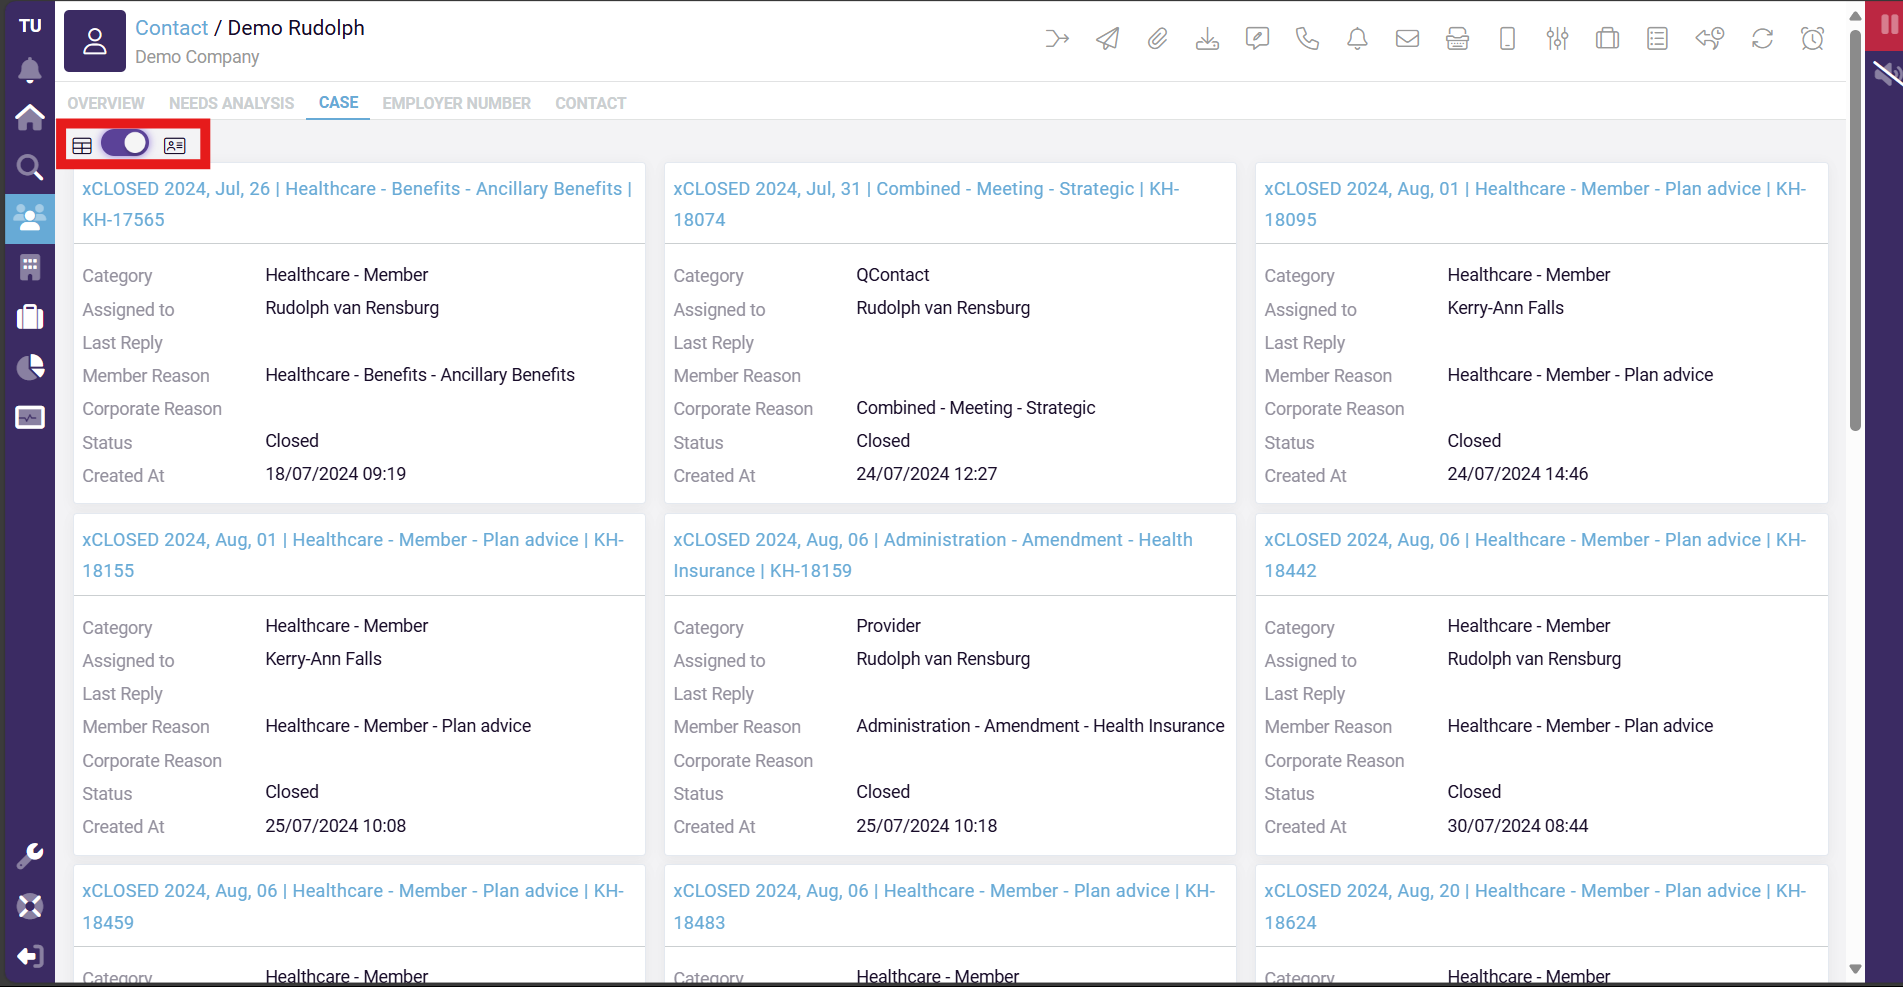 TU
Contact / Demo Rudolph
Demo Company
OVERVIEW NEEDS ANALYSIS CASE EMPLOYER NUMBER CONTACT
xCLOSED 2024, Jul, 26 | Healthcare - Benefits - Ancillary Benefits |
KH-17565
Category Healthcare - Member
Assigned to Rudolph van Rensburg
Last Reply
Member Reason Healthcare - Benefits - Ancillary Benefits
Corporate Reason
Status Closed
Created At 18/07/2024 09:19
xCLOSED 2024, Jul, 31 | Combined - Meeting - Strategic | KH-
18074
Category QContact
Assigned to Rudolph van Rensburg
Last Reply
Member Reason
Corporate Reason Combined - Meeting - Strategic
Status Closed
Created At 24/07/2024 12:27
xCLOSED 2024, Aug, 01 | Healthcare - Member - Plan advice | KH-
18095
Category Healthcare - Member
Assigned to Kerry-Ann Falls
Last Reply
Member Reason Healthcare - Member - Plan advice
Corporate Reason
Status Closed
Created At 24/07/2024 14:46
xCLOSED 2024, Aug, 01 | Healthcare - Member - Plan advice | KH-
18155
Category Healthcare - Member
Assigned to Kerry-Ann Falls
Last Reply
Member Reason Healthcare - Member - Plan advice
Corporate Reason
Status Closed
Created At 25/07/2024 10:08
xCLOSED 2024, Aug, 06 | Administration - Amendment - Health
Insurance | KH-18159
Category Provider
Assigned to Rudolph van Rensburg
Last Reply
Member Reason Administration - Amendment - Health Insurance
Corporate Reason
Status Closed
Created At 25/07/2024 10:18
xCLOSED 2024, Aug, 06 | Healthcare - Member - Plan advice | KH-
18442
Category Healthcare - Member
Assigned to Rudolph van Rensburg
Last Reply
Member Reason Healthcare - Member - Plan advice
Corporate Reason
Status Closed
Created At 30/07/2024 08:44
xCLOSED 2024, Aug, 06 | Healthcare - Member - Plan advice | KH-
18459
Category Healthcare - Member
xCLOSED 2024, Aug, 06 | Healthcare - Member - Plan advice | KH-
18483
Category Healthcare - Member
xCLOSED 2024, Aug, 20 | Healthcare - Member - Plan advice | KH-
18624
Category Healthcare - Member